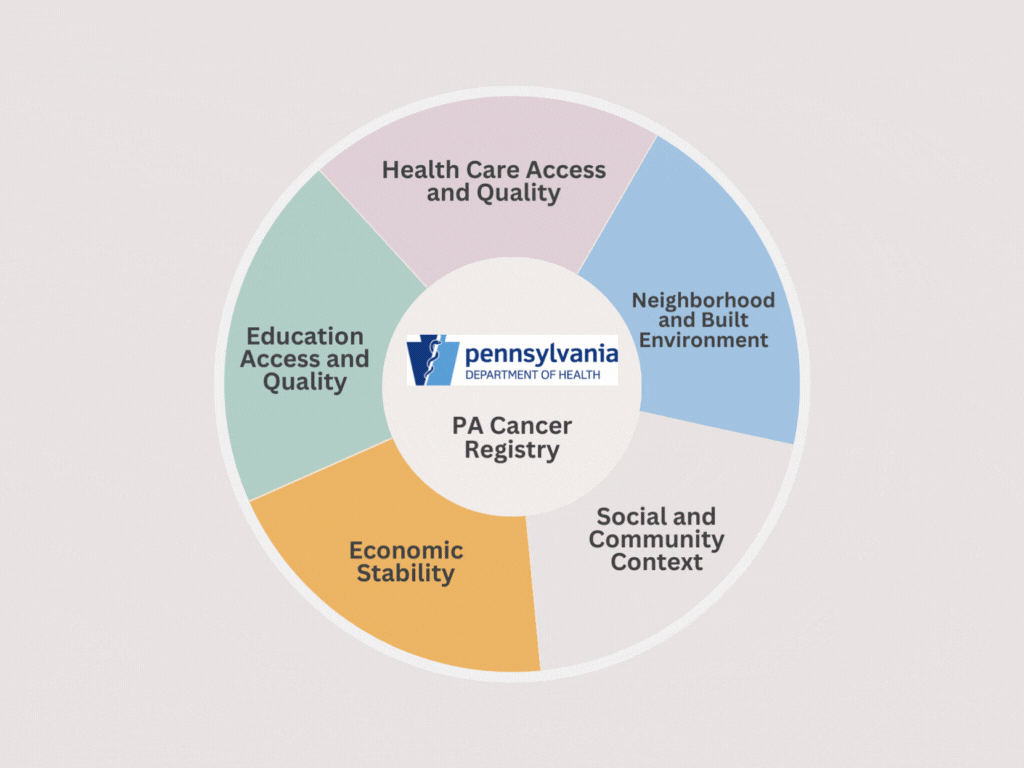 Health Care Access
and Quality
Neighborhood
and Built
Environment
Education
Access and
Quality
pennsylvania
DEPARTMENT OF HEALTH
PA Cancer
Registry
Social and
Community
Context
Economic
Stability